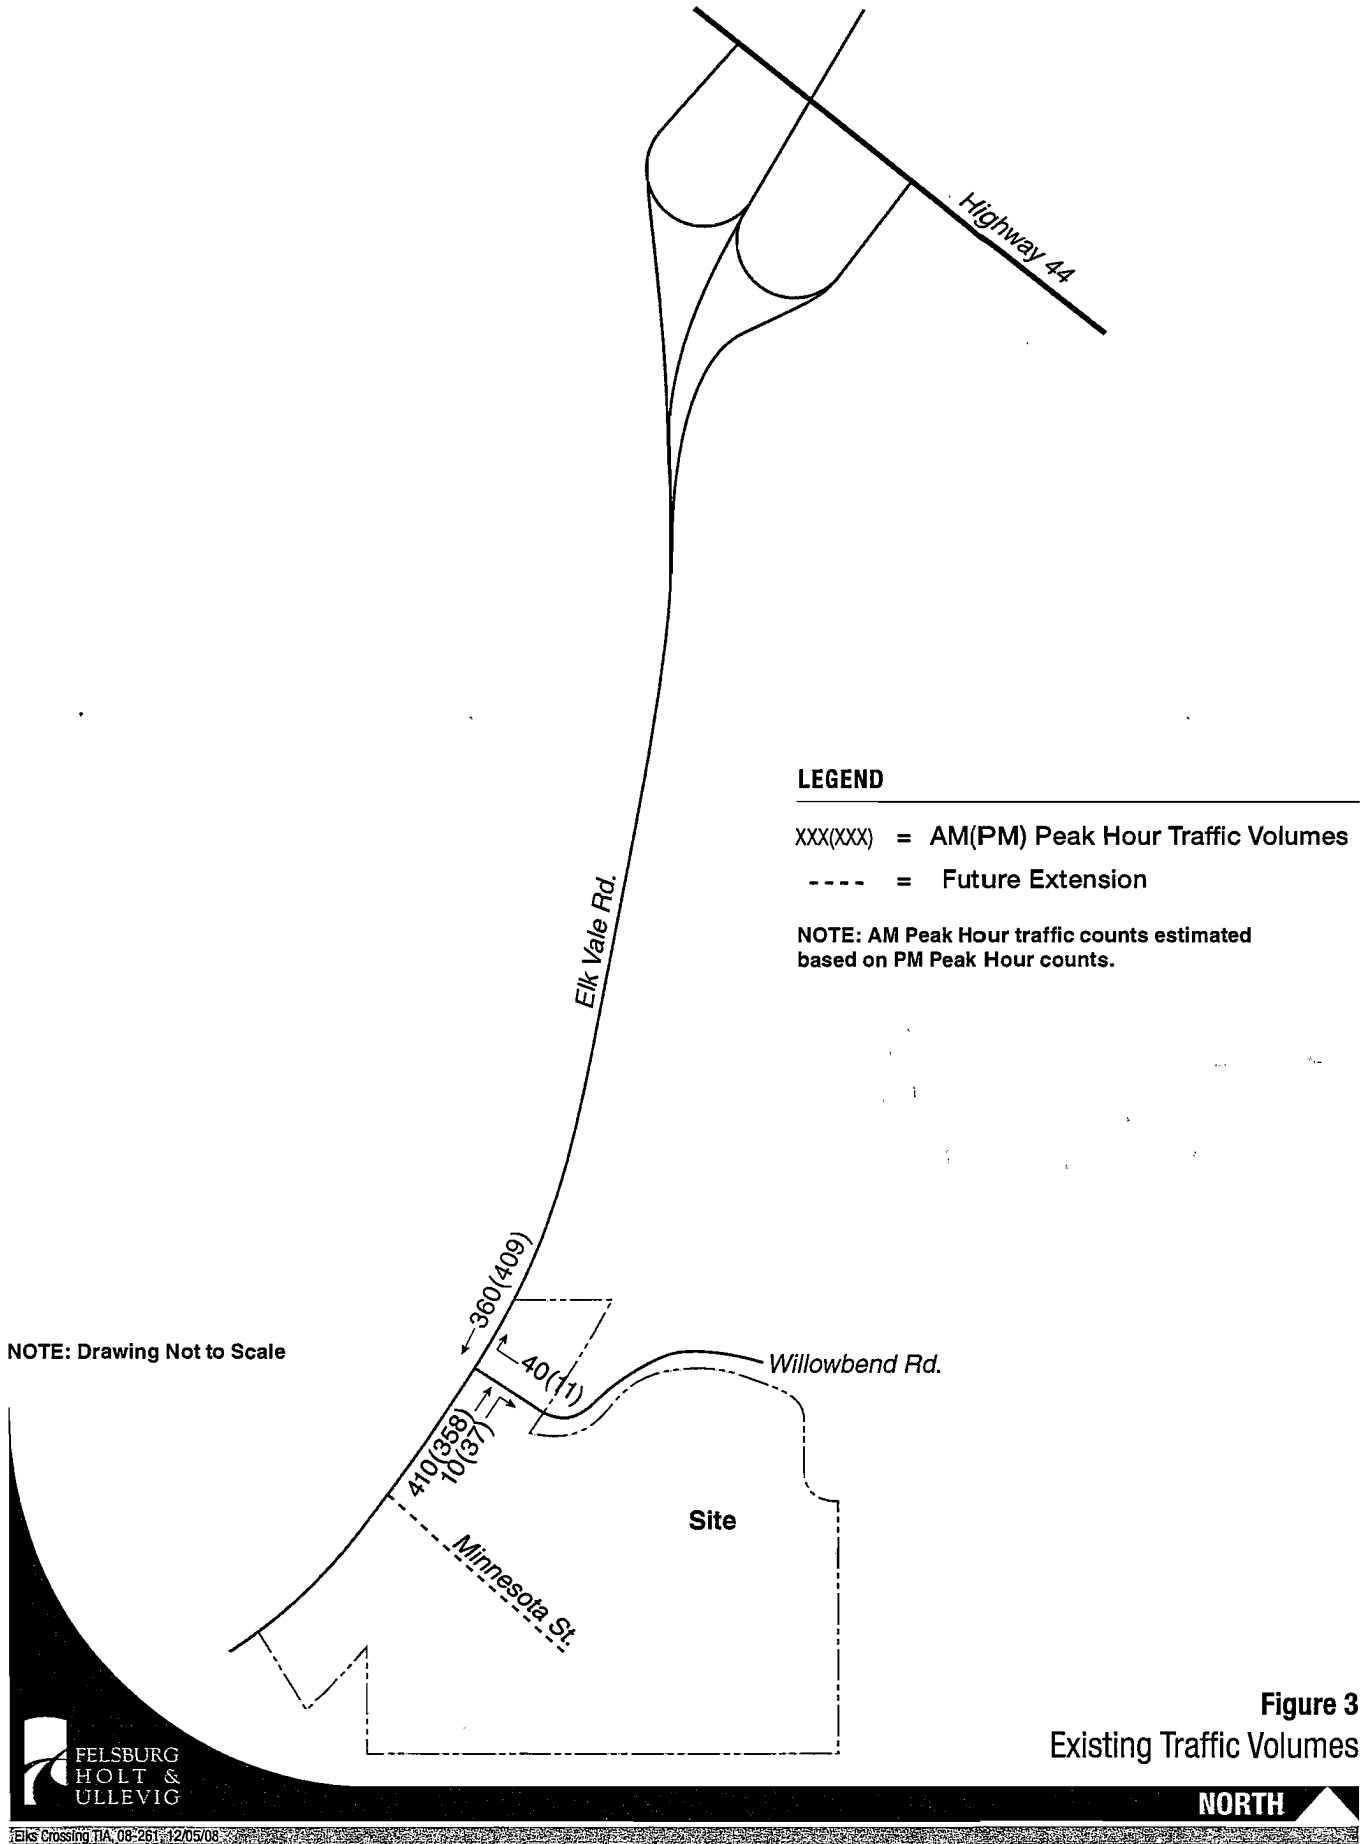 Highway 44
LEGEND
XXX(XXX) = AM(PM) Peak Hour Traffic Volumes
---- = Future Extension
NOTE: AM Peak Hour traffic counts estimated
based on PM Peak Hour counts.
Elk Vale Rd.
360(409)
NOTE: Drawing Not to Scale
40(11)
Willowbend Rd.
410(358)
10(37)
Site
Minnesota St.
Figure 3
Existing Traffic Volumes
FELSBURG
HOLT &
ULLEVIG
NORTH
Elks Crossing TIA, 08-261, 12/05/08